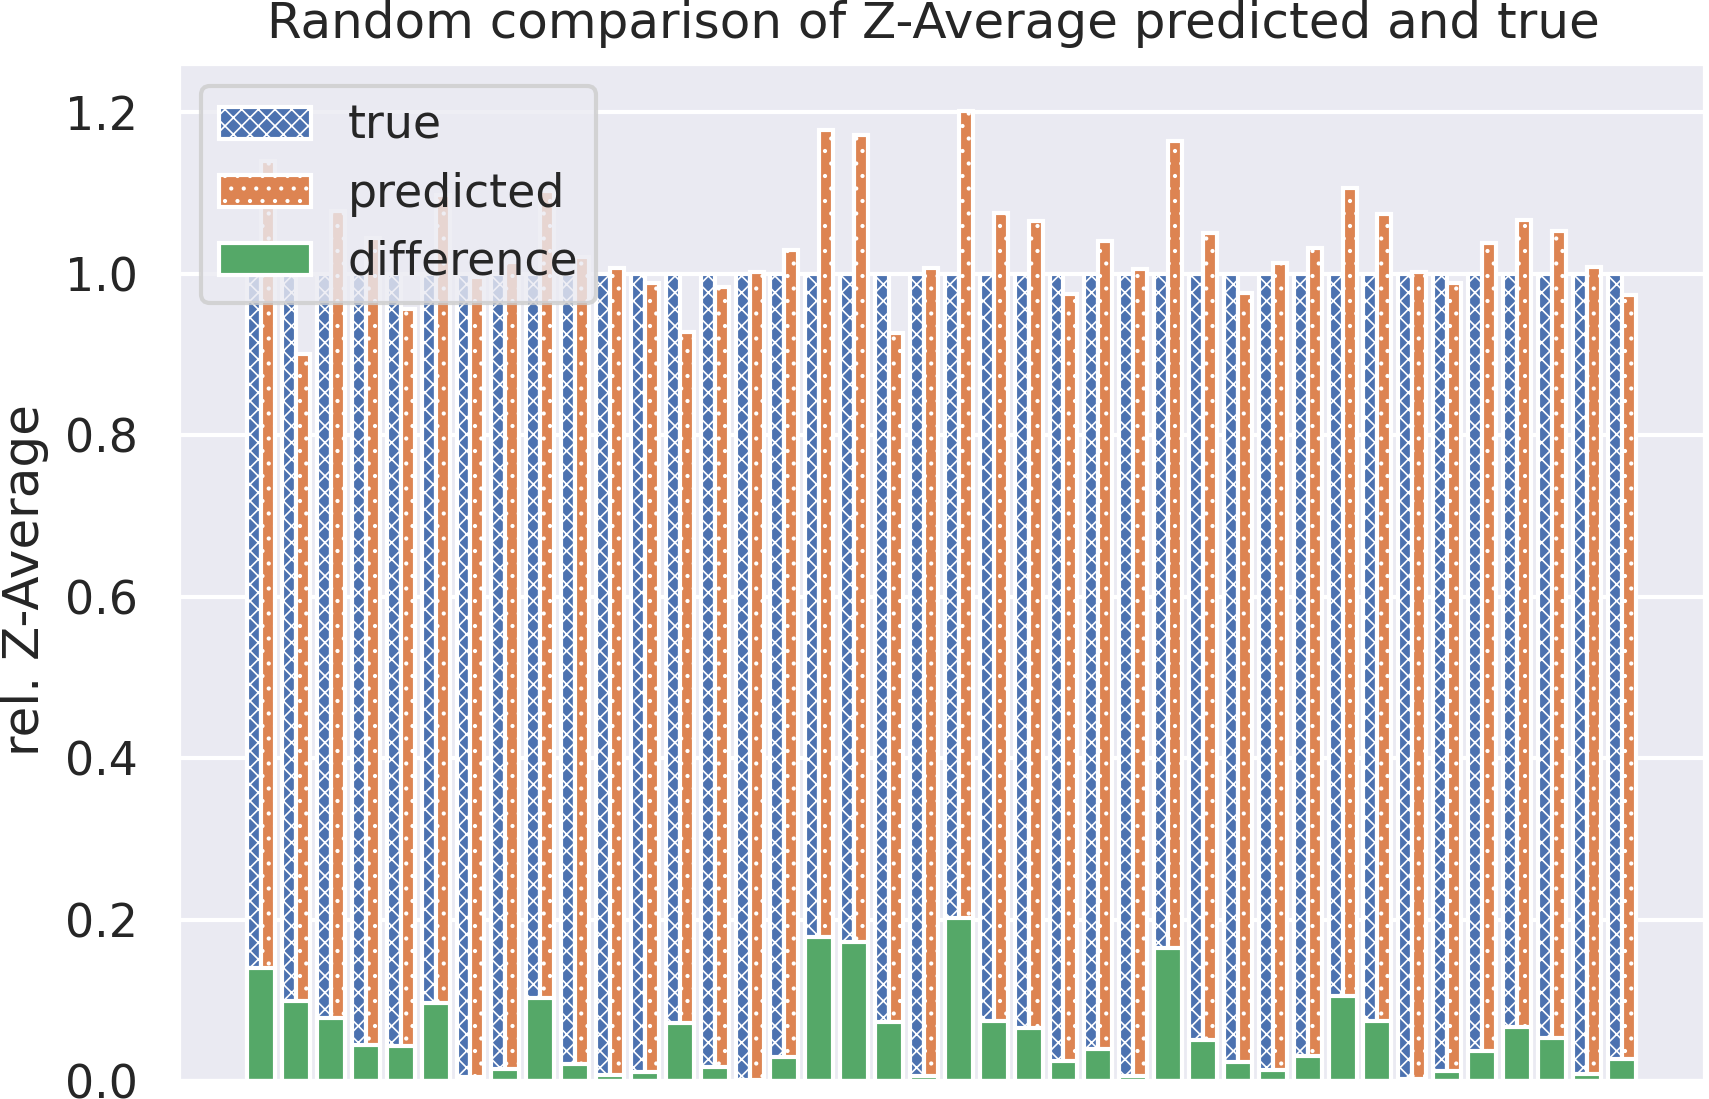 Random comparison of Z-Average predicted and true
rel. Z-Average
1.2
1.0
0.8
0.6
0.4
0.2
0.0
true
predicted
difference